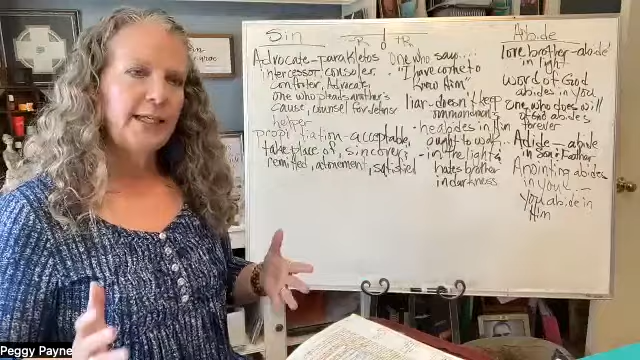 Sin
Advocate - parakletos
intercessor, consoler,
comforter, Advocate,
one who pleads another's
cause, counsel for defense
helper -
propitiation - acceptable,
take place of, sin covers,
remitted, atonement, satisfied
0
One who say....
"I have come to
know Him"
liar - doesn't keep
commandments
he abides in Him
ought to walk
in the light &
hates brother
in darkness
Abide
love brother - abide
in light
word of God
abides in you
one who does will
of God abides
forever
Abide - abide
in Son & Father
Anointing abides
in you -
You abide in
Him
Peggy Payne